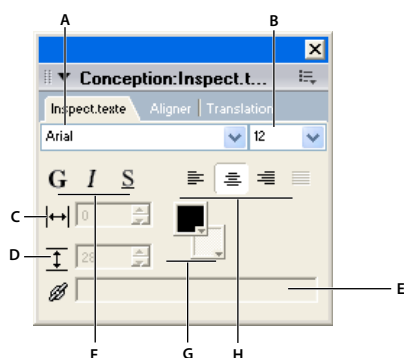 A
B
Conception:Inspect.t...
Inspect.texte Aligner Translation
Arial 12
G I S
C 0
D 28
E
F G H